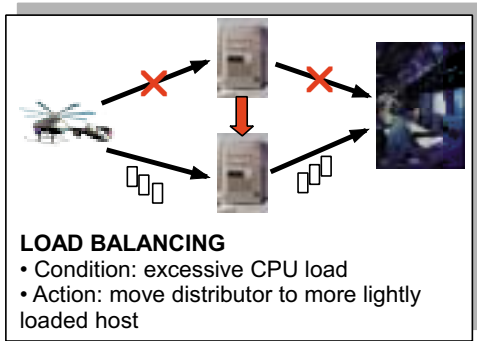 LOAD BALANCING
• Condition: excessive CPU load
• Action: move distributor to more lightly
loaded host